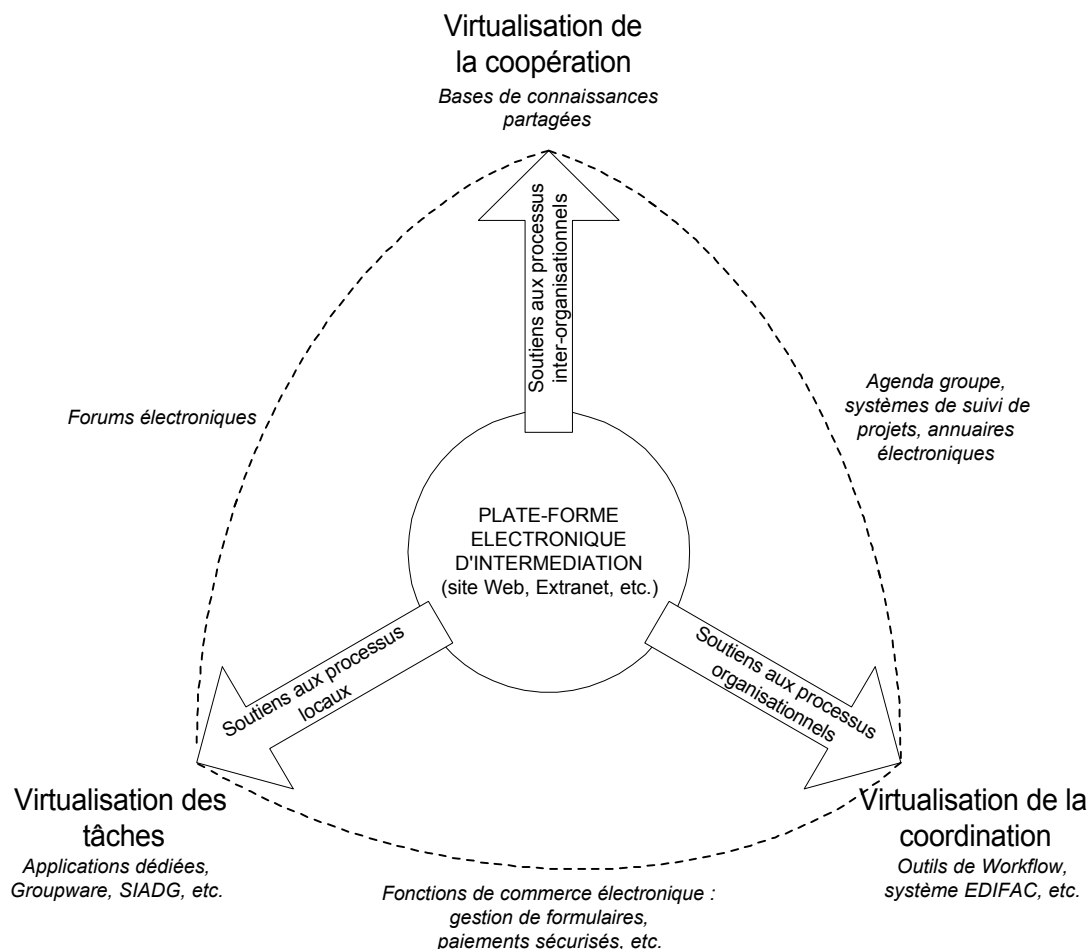 Virtualisation de
la coopération
Bases de connaissances
partagées
Soutiens aux processus
inter-organisationnels
Forums électroniques
Agenda groupe,
systèmes de suivi de
projets, annuaires
électroniques
PLATE-FORME
ELECTRONIQUE
D'INTERMEDIATION
(site Web, Extranet, etc.)
Soutiens aux processus
locaux
Soutiens aux processus
organisationnels
Virtualisation des
tâches
Applications dédiées,
Groupware, SIADG, etc.
Virtualisation de la
coordination
Outils de Workflow,
système EDIFAC, etc.
Fonctions de commerce électronique :
gestion de formulaires,
paiements sécurisés, etc.